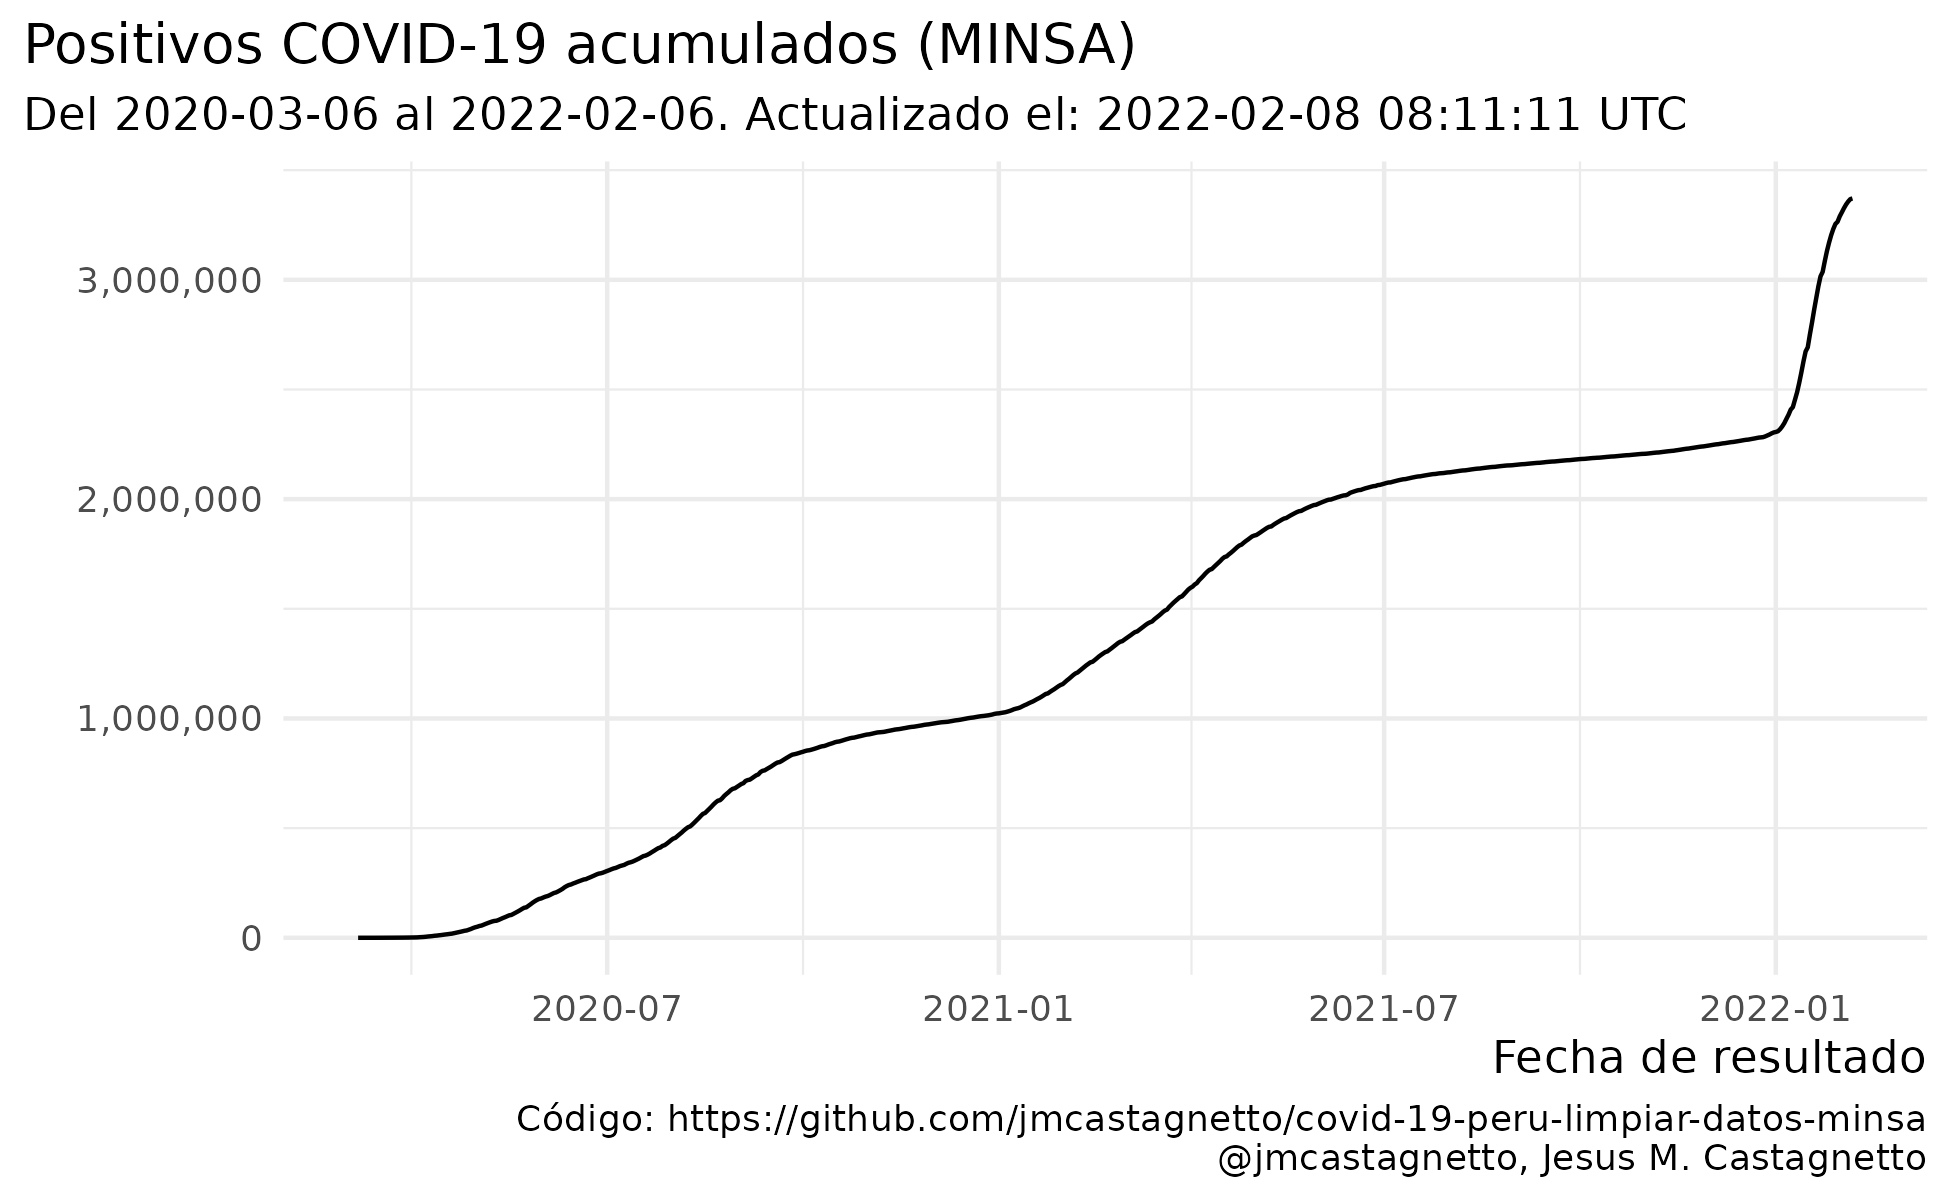 Positivos COVID-19 acumulados (MINSA)
Del 2020-03-06 al 2022-02-06. Actualizado el: 2022-02-08 08:11:11 UTC
3,000,000
2,000,000
1,000,000
0
2020-07 2021-01 2021-07 2022-01
Fecha de resultado
Código: https://github.com/jmcastagnetto/covid-19-peru-limpiar-datos-minsa
@jmcastagnetto, Jesus M. Castagnetto